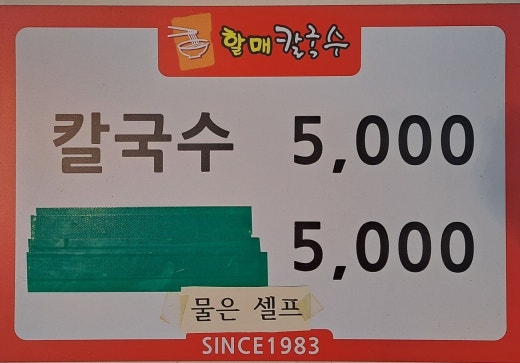 할매 칼국수
칼국수 5,000
5,000
물은 셀프
SINCE1983